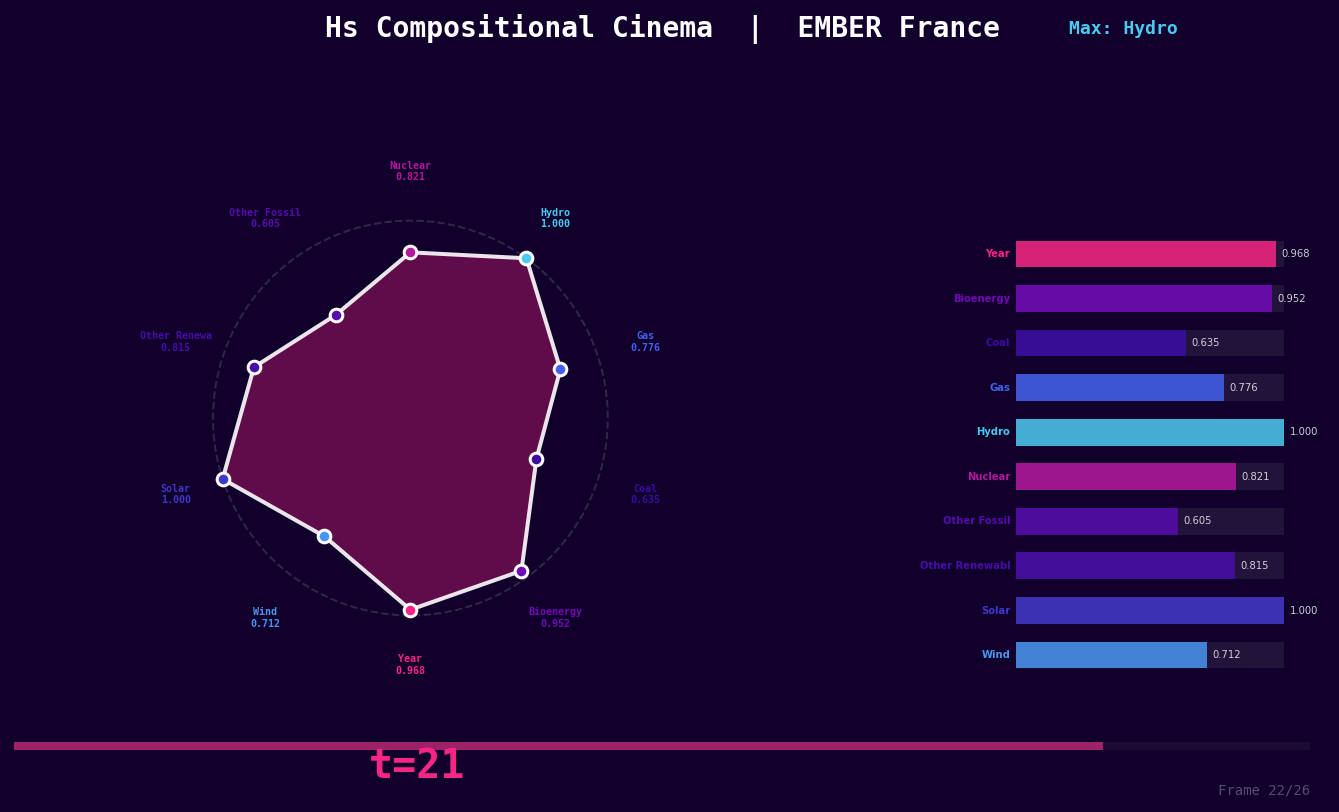 Hs Compositional Cinema | EMBER France
Max: Hydro
Nuclear
0.821
Other Fossil
0.605
Hydro
1.000
Other Renewa
0.815
Gas
0.776
Solar
1.000
Coal
0.635
Wind
0.712
Bioenergy
0.952
Year
0.968
Year 0.968
Bioenergy 0.952
Coal 0.635
Gas 0.776
Hydro 1.000
Nuclear 0.821
Other Fossil 0.605
Other Renewabl 0.815
Solar 1.000
Wind 0.712
t=21
Frame 22/26